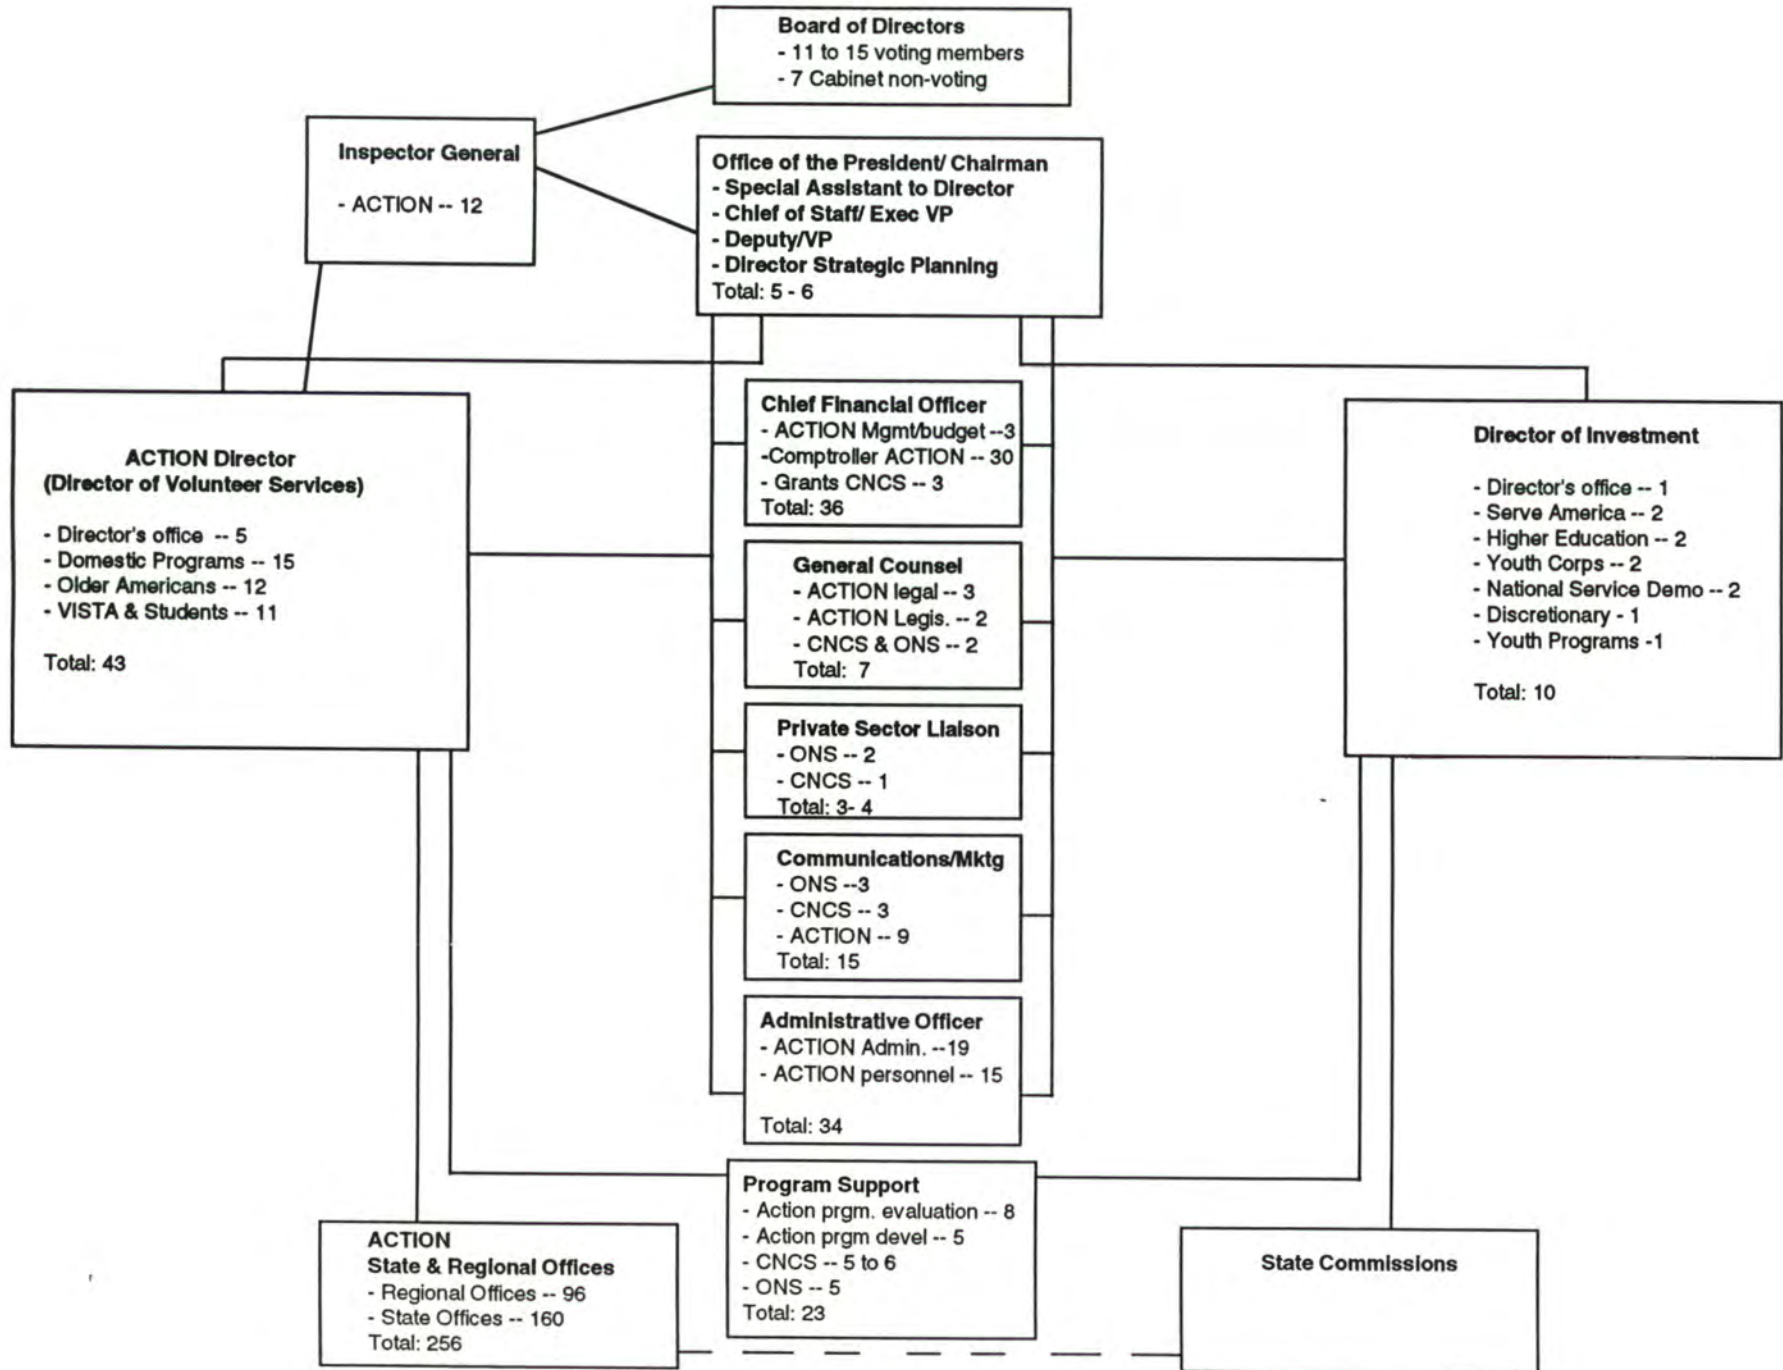 Board of Directors
- 11 to 15 voting members
- 7 Cabinet non-voting
Inspector General
- ACTION -- 12
Office of the President/ Chairman
- Special Assistant to Director
- Chief of Staff/ Exec VP
- Deputy/VP
- Director Strategic Planning
Total: 5 - 6
ACTION Director
(Director of Volunteer Services)
- Director's office -- 5
- Domestic Programs -- 15
- Older Americans -- 12
- VISTA & Students -- 11
Total: 43
Chief Financial Officer
- ACTION Mgmt/budget --3
-Comptroller ACTION -- 30
- Grants CNCS -- 3
Total: 36
General Counsel
- ACTION legal -- 3
- ACTION Legis. -- 2
- CNCS & ONS -- 2
Total: 7
Private Sector Liaison
- ONS -- 2
- CNCS -- 1
Total: 3- 4
Communications/Mktg
- ONS --3
- CNCS -- 3
- ACTION -- 9
Total: 15
Administrative Officer
- ACTION Admin. --19
- ACTION personnel -- 15
Total: 34
Director of Investment
- Director's office -- 1
- Serve America -- 2
- Higher Education -- 2
- Youth Corps -- 2
- National Service Demo -- 2
- Discretionary - 1
- Youth Programs -1
Total: 10
Program Support
- Action prgm. evaluation -- 8
- Action prgm devel -- 5
- CNCS -- 5 to 6
- ONS -- 5
Total: 23
ACTION
State & Regional Offices
- Regional Offices -- 96
- State Offices -- 160
Total: 256
State Commissions